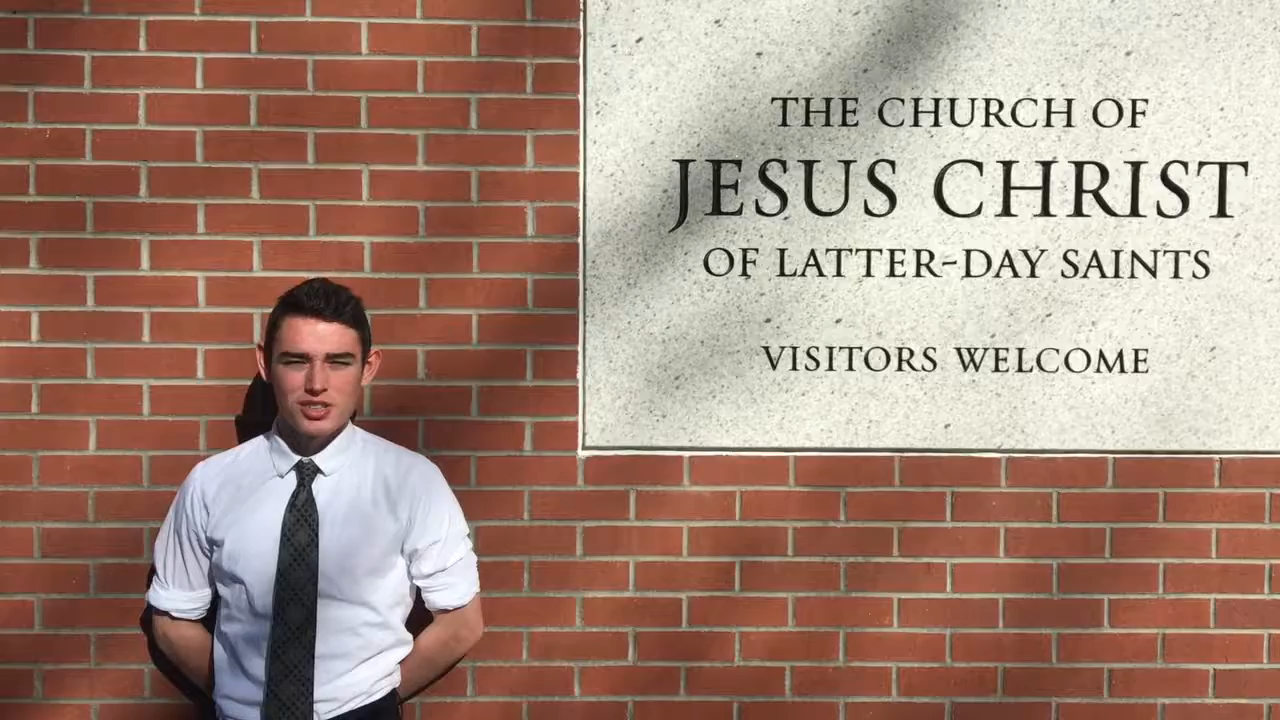 THE CHURCH OF
JESUS CHRIST
OF LATTER-DAY SAINTS
VISITORS WELCOME